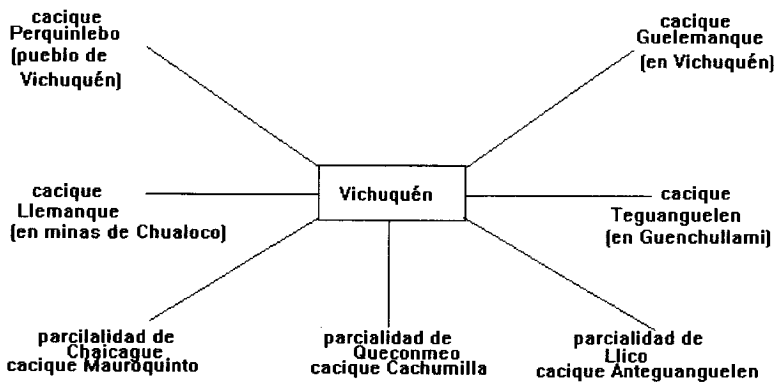 cacique
Perquinlebo
(pueblo de
Vichuquén)
cacique
Guelemanque
(en Vichuquén)
cacique
Llemanque
(en minas de Chualoco)
Vichuquén
cacique
Teguanguelen
(en Guenchullami)
parcilalidad de
Chaicague
cacique Mauroquinto
parcialidad de
Queconmeo
cacique Cachumilla
parcialidad de
Llico
cacique Anteguanguelen